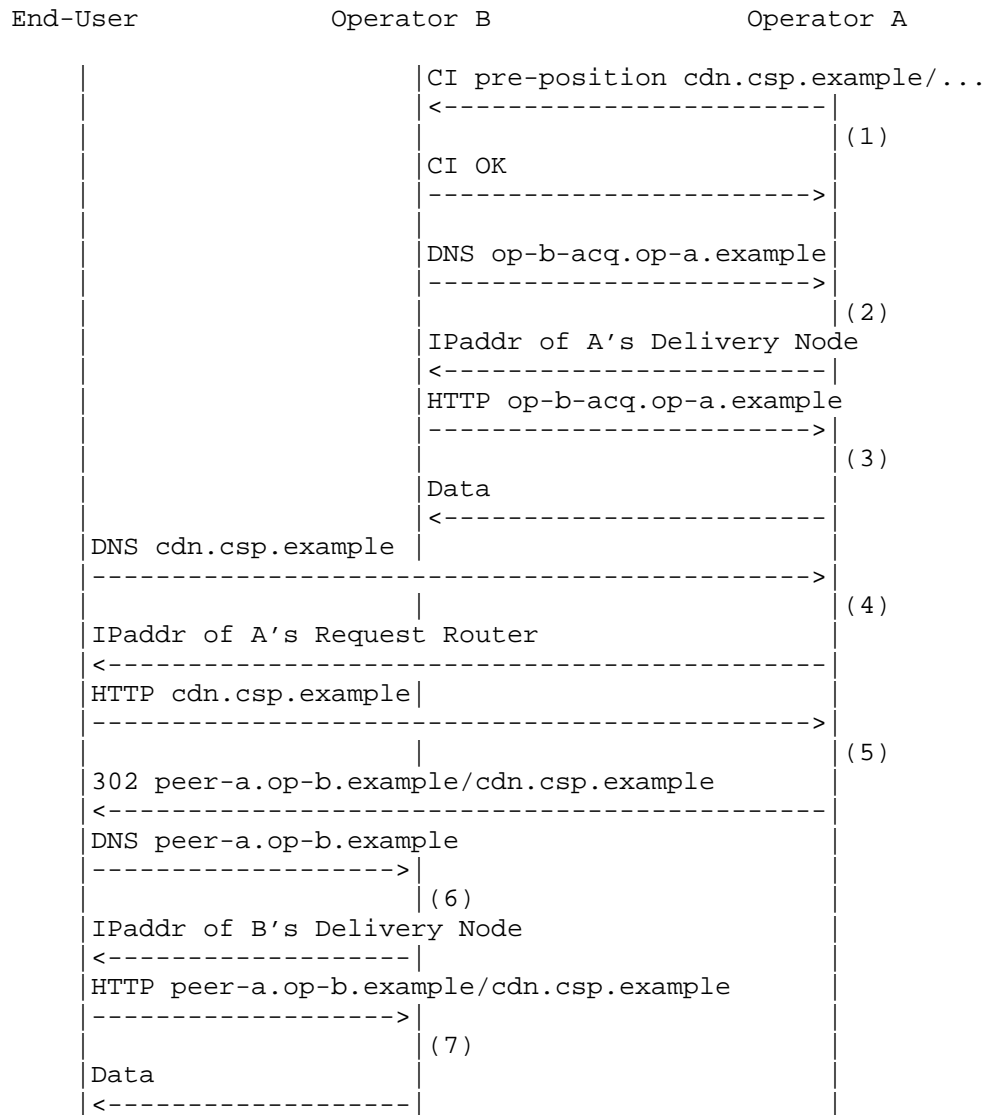 End-User Operator B Operator A
CI pre-position cdn.csp.example/...
(1)
CI OK
DNS op-b-acq.op-a.example
(2)
IPaddr of A's Delivery Node
HTTP op-b-acq.op-a.example
(3)
Data
DNS cdn.csp.example
(4)
IPaddr of A's Request Router
HTTP cdn.csp.example
(5)
302 peer-a.op-b.example/cdn.csp.example
DNS peer-a.op-b.example
(6)
IPaddr of B's Delivery Node
HTTP peer-a.op-b.example/cdn.csp.example
(7)
Data